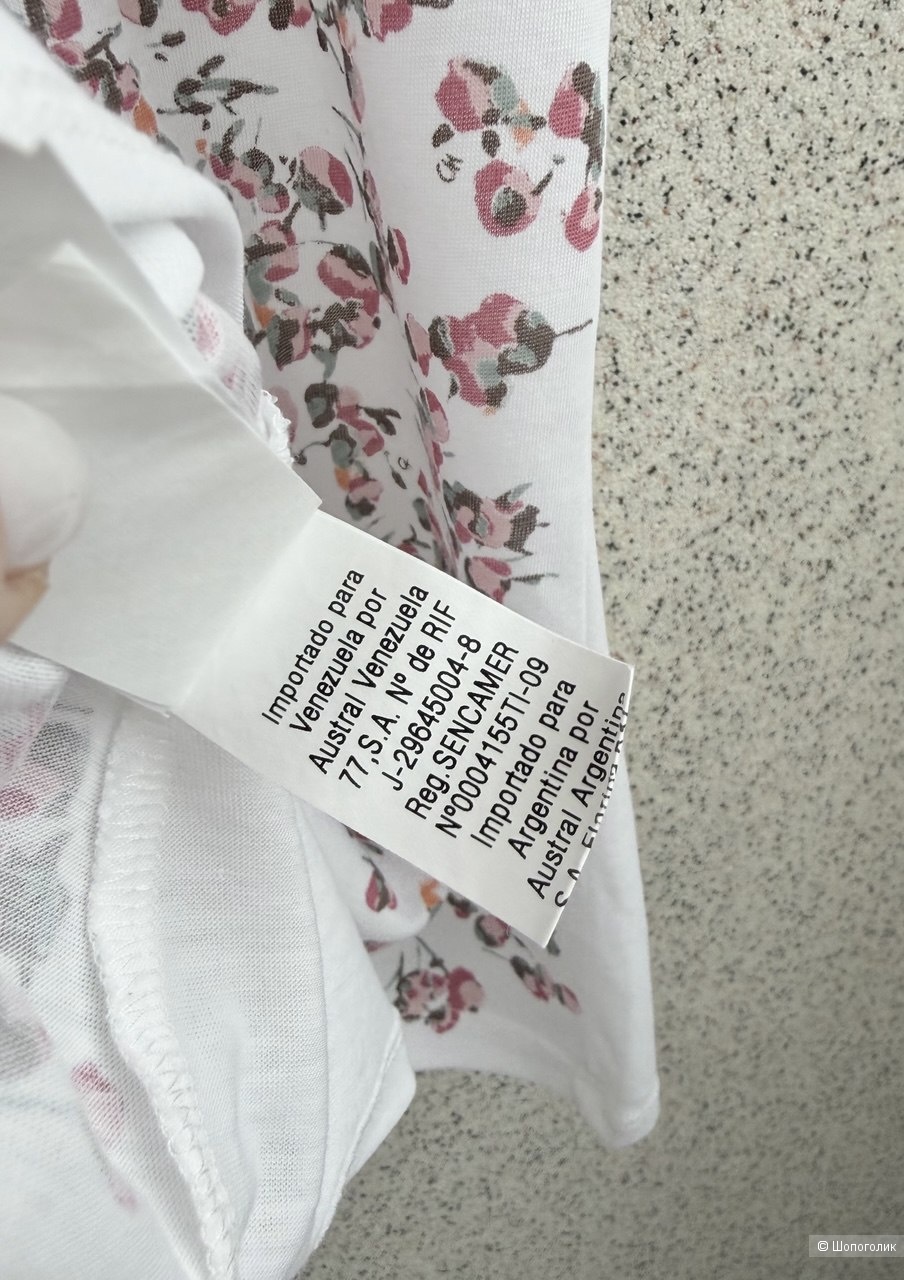 Importado para
Venezuela por
Austral Venezuela
77,S.A. Nº de RIF
J-29645004-8
Reg.SENCAMER
Nº0004155TI-09
Importado para
Argentina por
Austral Argentina
S.A.
CH
© Шопоголик